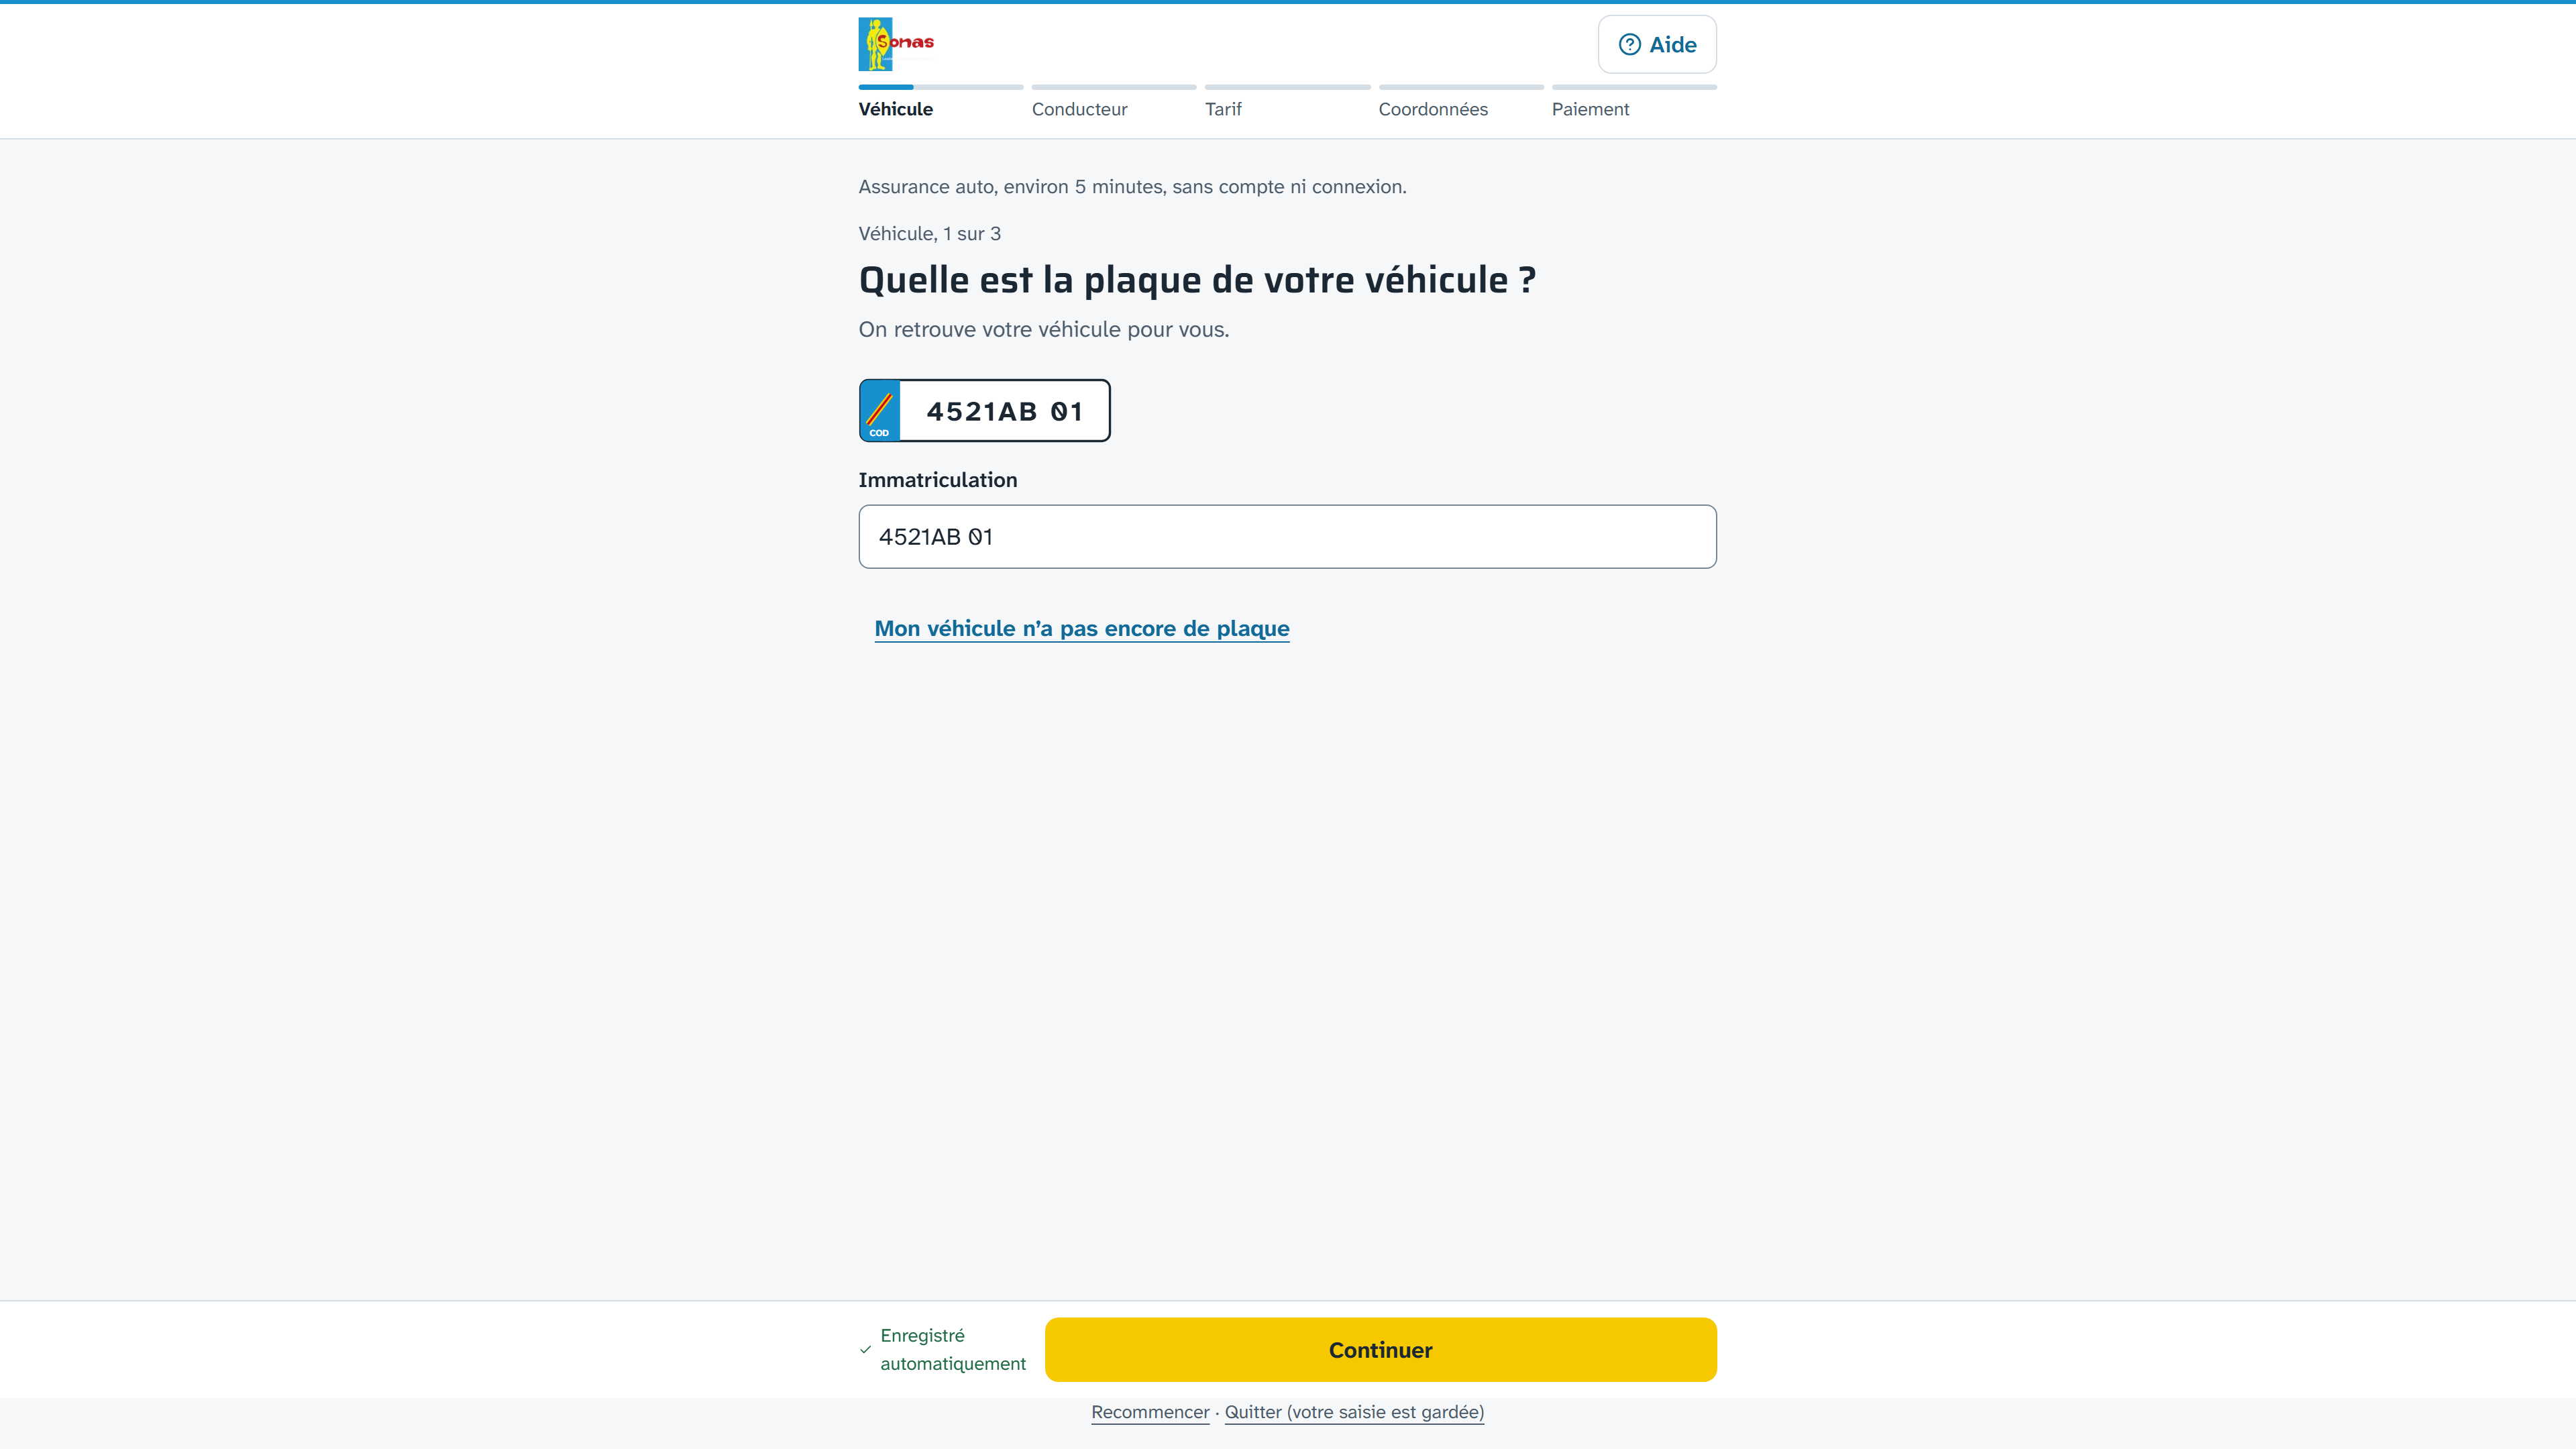 Sonas
Aide
Véhicule
Conducteur
Tarif
Coordonnées
Paiement
Assurance auto, environ 5 minutes, sans compte ni connexion.
Véhicule, 1 sur 3
Quelle est la plaque de votre véhicule ?
On retrouve votre véhicule pour vous.
COD
4521AB 01
Immatriculation
4521AB 01
Mon véhicule n’a pas encore de plaque
Enregistré
automatiquement
Continuer
Recommencer · Quitter (votre saisie est gardée)